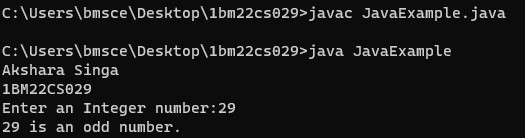 C:\Users\bmsce\Desktop\1bm22cs029>javac JavaExample.java
C:\Users\bmsce\Desktop\1bm22cs029>java JavaExample
Akshara Singa
1BM22CS029
Enter an Integer number:29
29 is an odd number.